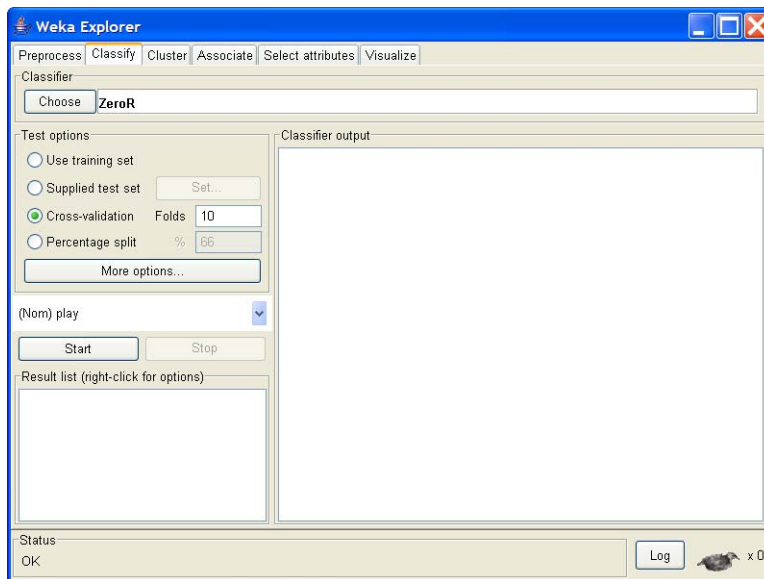 Weka Explorer
Preprocess Classify Cluster Associate Select attributes Visualize
Classifier
Choose ZeroR
Test options
Use training set
Supplied test set Set...
Cross-validation Folds 10
Percentage split % 66
More options...
(Nom) play
Start Stop
Result list (right-click for options)
Classifier output
Status
OK
Log x 0